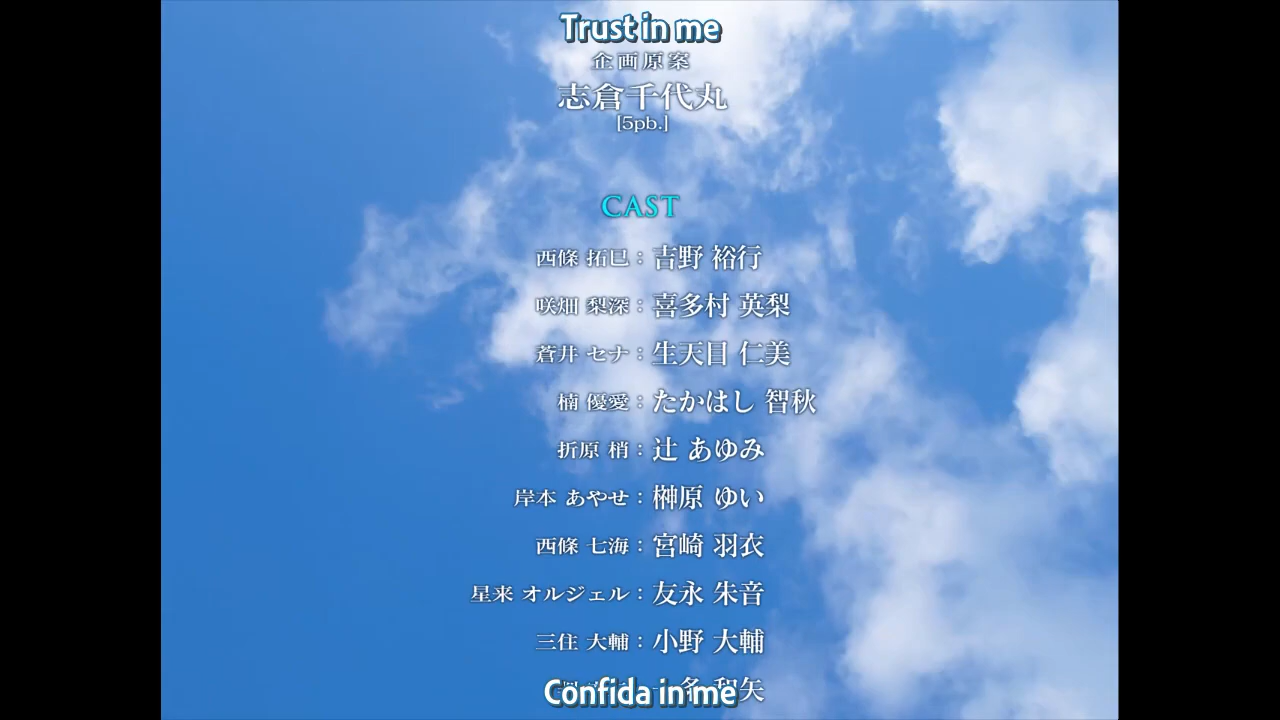 Trust in me
企画原案
志倉千代丸
[5pb.]
CAST
西條 拓巳：吉野 裕行
咲畑 梨深：喜多村 英梨
蒼井 セナ：生天目 仁美
楠 優愛：たかはし 智秋
折原 梢：辻 あゆみ
岸本 あやせ：榊原 ゆい
西條 七海：宮崎 羽衣
星来 オルジェル：友永 朱音
三住 大輔：小野 大輔
和矢
Confida in me